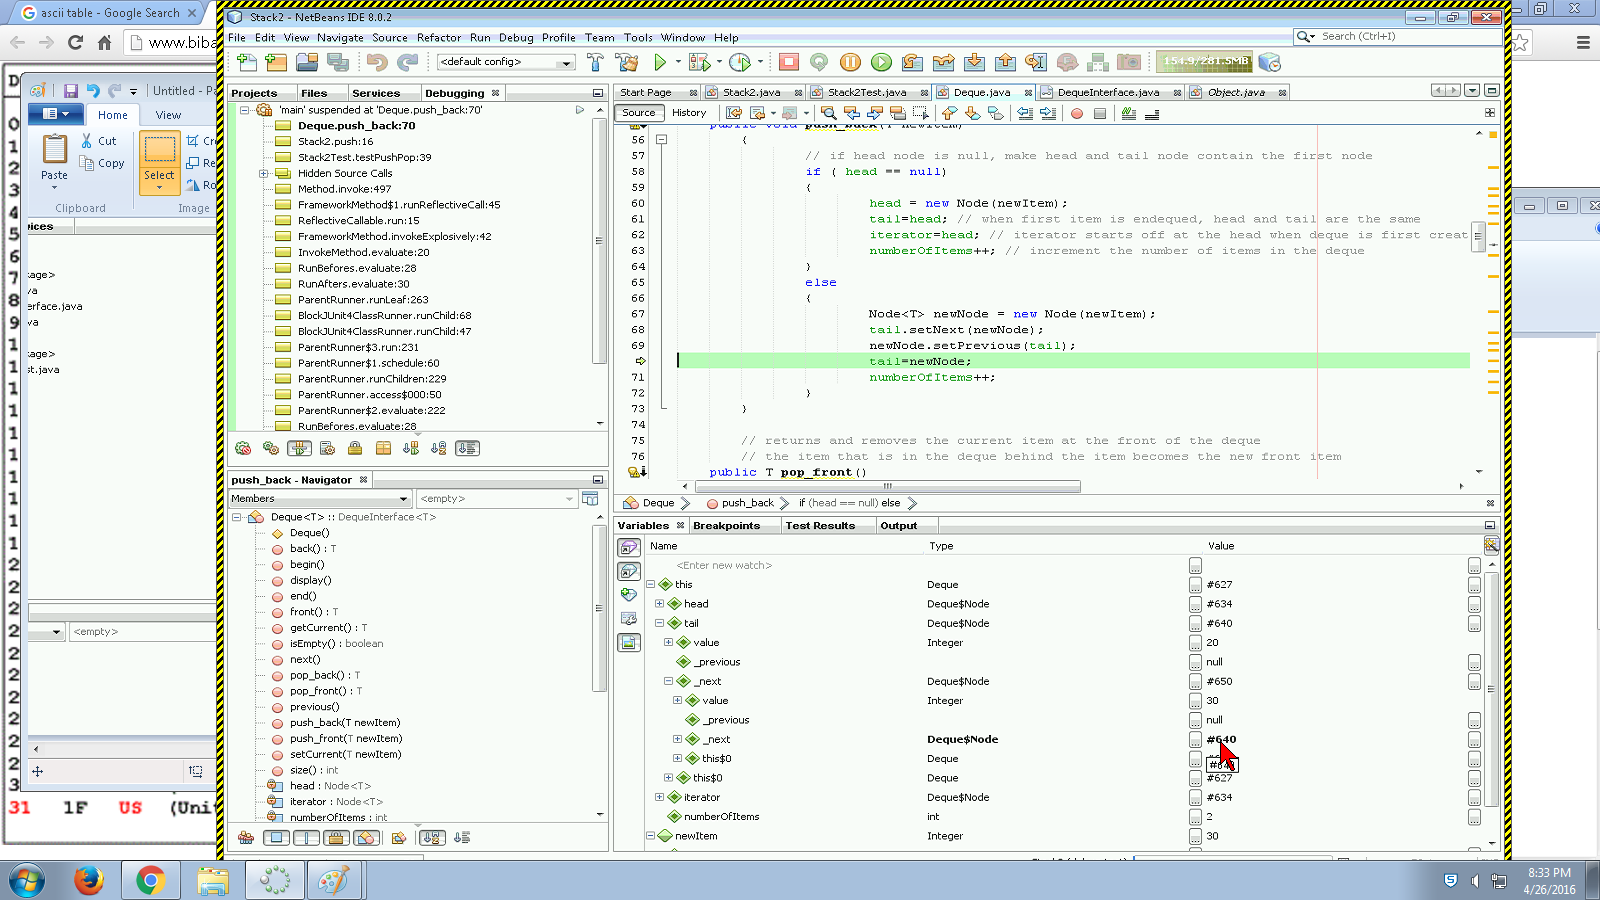 ascii table - Google Search
www.biba
Stack2 - NetBeans IDE 8.0.2
File Edit View Navigate Source Refactor Run Debug Profile Team Tools Window Help
Search (Ctrl+I)
<default config>
154.9/281.5MB
Untitled - Pa
Home View
Cut
Copy
Paste
Select
Clipboard
Image
Projects Files Services Debugging
'main' suspended at 'Deque.push_back:70'
Deque.push_back:70
Stack2.push:16
Stack2Test.testPushPop:39
Hidden Source Calls
Method.invoke:497
FrameworkMethod$1.runReflectiveCall:45
ReflectiveCallable.run:15
FrameworkMethod.invokeExplosively:42
InvokeMethod.evaluate:20
RunBefores.evaluate:28
RunAfters.evaluate:30
ParentRunner.runLeaf:263
BlockJUnit4ClassRunner.runChild:68
BlockJUnit4ClassRunner.runChild:47
ParentRunner$3.run:231
ParentRunner$1.schedule:60
ParentRunner.runChildren:229
ParentRunner.access$000:50
ParentRunner$2.evaluate:222
RunBefores.evaluate:28
push_back - Navigator
Members <empty>
Deque<T> :: DequeInterface<T>
Deque()
back() : T
begin()
display()
end()
front() : T
getCurrent() : T
isEmpty() : boolean
next()
pop_back() : T
pop_front() : T
previous()
push_back(T newItem)
push_front(T newItem)
setCurrent(T newItem)
size() : int
head : Node<T>
iterator : Node<T>
numberOfItems : int
Start Page Stack2.java Stack2Test.java Deque.java DequeInterface.java Object.java
Source History
public void push_back(T newItem)
56 {
57 // if head node is null, make head and tail node contain the first node
58 if ( head == null)
59 {
60 head = new Node(newItem);
61 tail=head; // when first item is endequed, head and tail are the same
62 iterator=head; // iterator starts off at the head when deque is first creat
63 numberOfItems++; // increment the number of items in the deque
64 }
65 else
66 {
67 Node<T> newNode = new Node(newItem);
68 tail.setNext(newNode);
69 newNode.setPrevious(tail);
tail=newNode;
71 numberOfItems++;
72 }
73 }
74
75 // returns and removes the current item at the front of the deque
76 // the item that is in the deque behind the item becomes the new front item
public T pop_front()
Deque push_back if (head == null) else
Variables Breakpoints Test Results Output
Name Type Value
<Enter new watch>
this Deque #627
head Deque$Node #634
tail Deque$Node #640
value Integer 20
_previous null
_next Deque$Node #650
value Integer 30
_previous null
_next Deque$Node #640
this$0 Deque
this$0 Deque #627
iterator Deque$Node #634
numberOfItems int 2
newItem Integer 30
ices
kage>
va
erface.java
va
kage>
st.java
<empty>
31 1F US (Uni
8:33 PM
4/26/2016